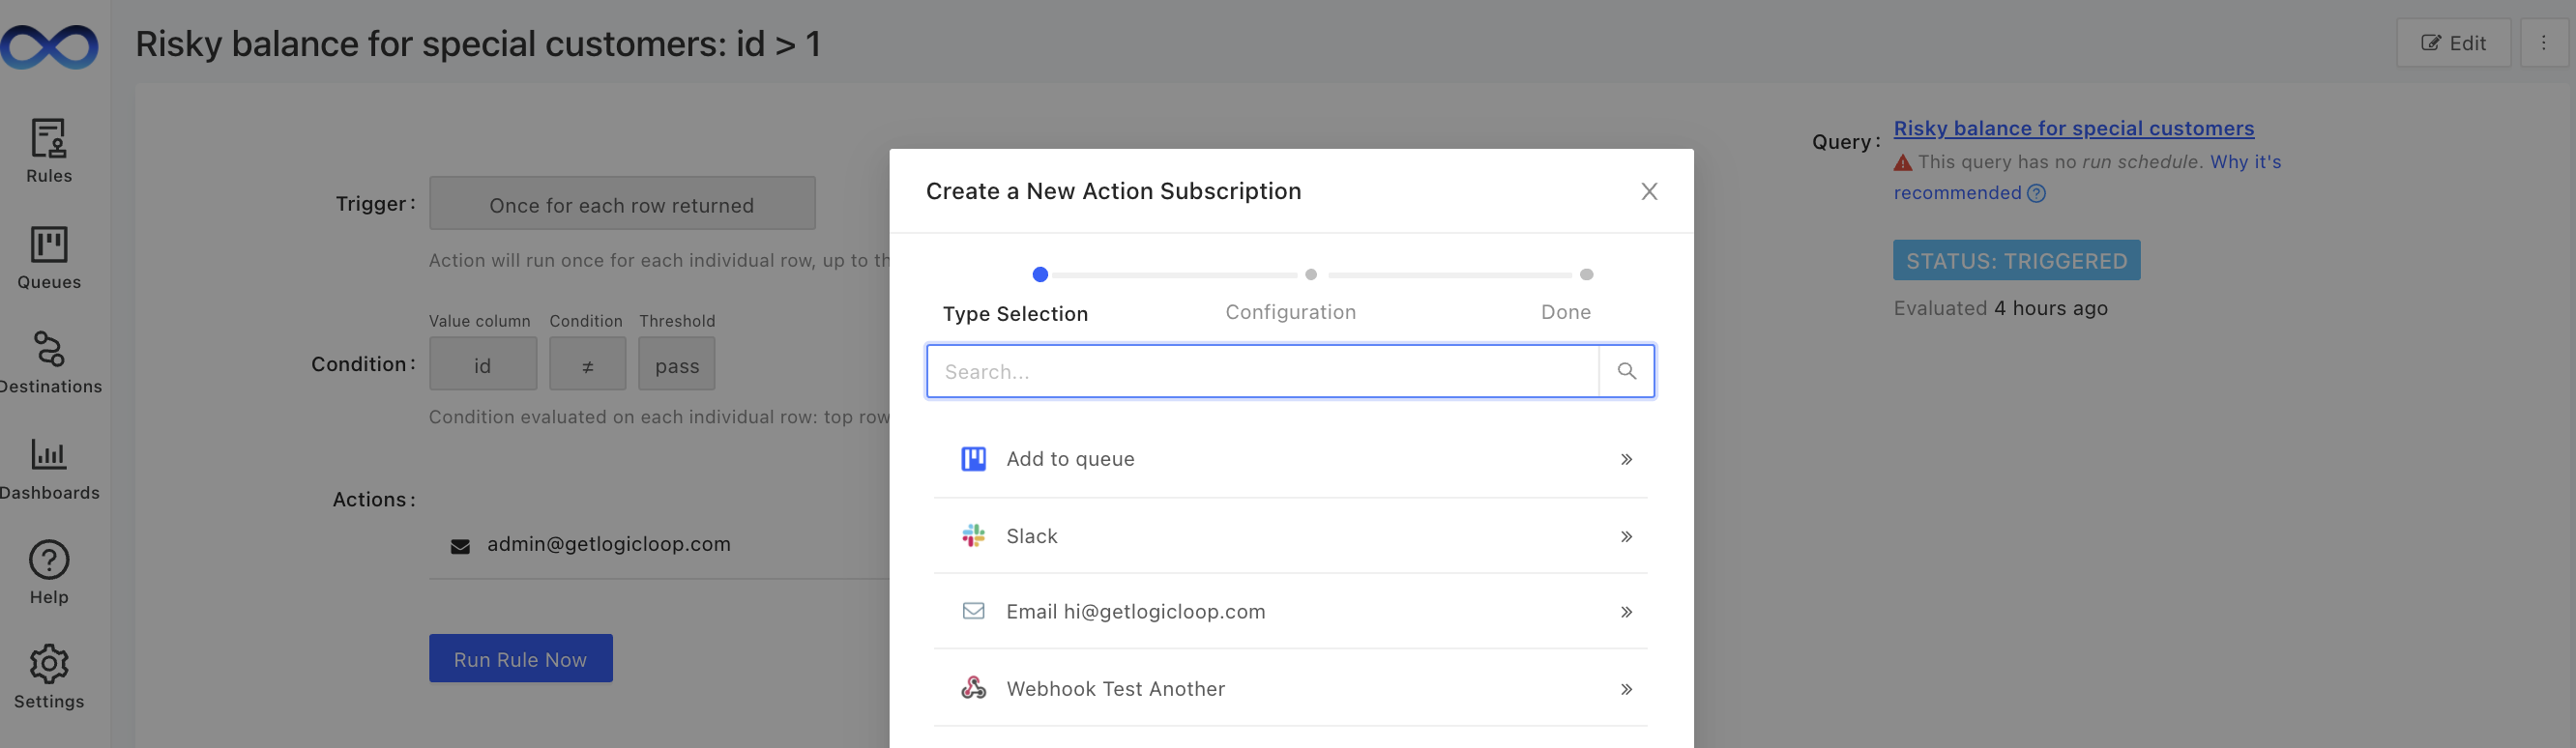 Risky balance for special customers: id > 1
Edit
Rules
Queues
Destinations
Dashboards
Help
Settings
Trigger:
Once for each row returned
Action will run once for each individual row, up to th
Value column
Condition
Threshold
Condition:
id
≠
pass
Condition evaluated on each individual row: top row
Actions:
admin@getlogicloop.com
Run Rule Now
Create a New Action Subscription
Type Selection
Configuration
Done
Search...
Add to queue
Slack
Email hi@getlogicloop.com
Webhook Test Another
Query:
Risky balance for special customers
This query has no run schedule. Why it's
recommended
STATUS: TRIGGERED
Evaluated 4 hours ago